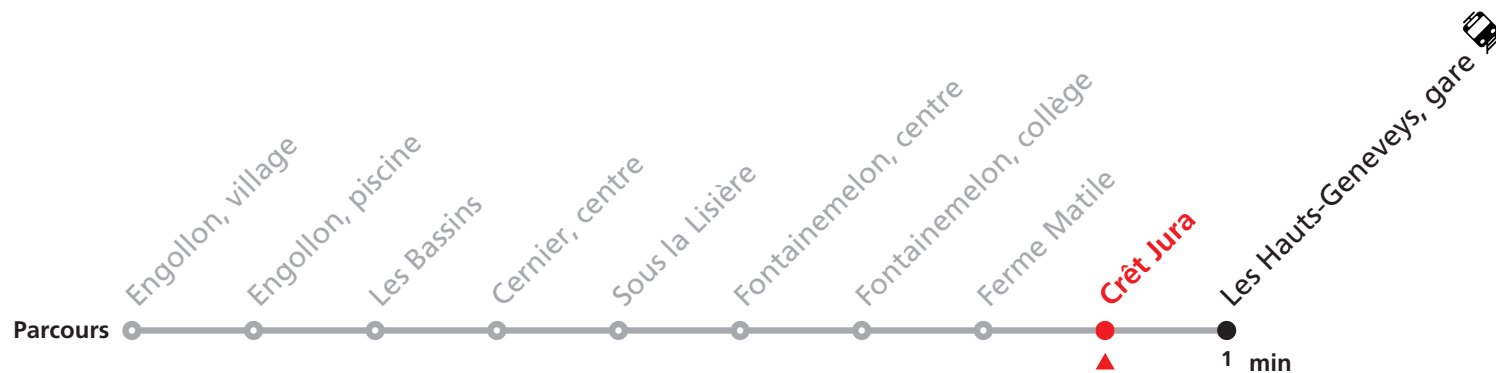 Parcours
Engollon, village
Engollon, piscine
Les Bassins
Cernier, centre
Sous la Lisière
Fontainemelon, centre
Fontainemelon, collège
Ferme Matile
Crêt Jura
Les Hauts-Geneveys, gare
1 min